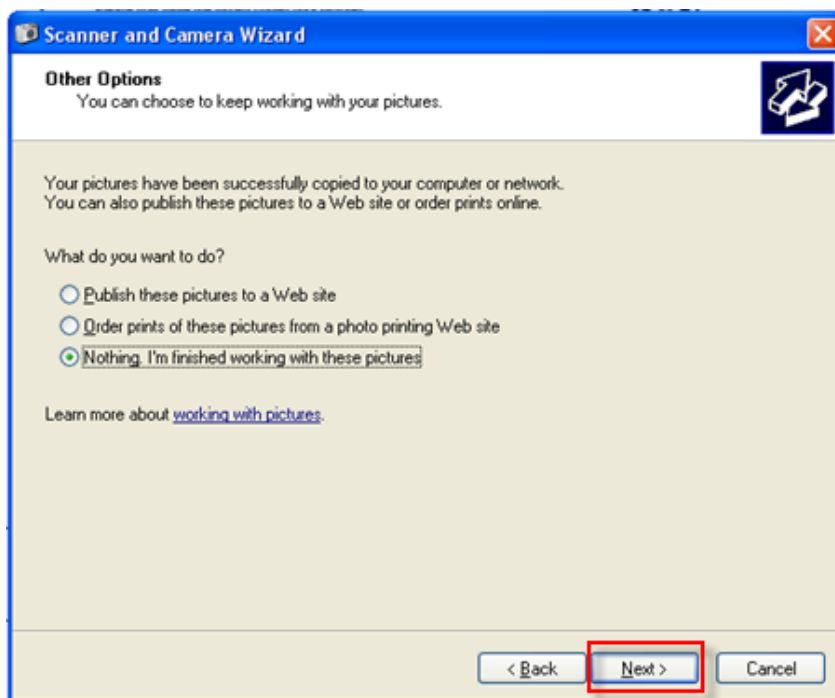 Scanner and Camera Wizard
Other Options
You can choose to keep working with your pictures.
Your pictures have been successfully copied to your computer or network.
You can also publish these pictures to a Web site or order prints online.
What do you want to do?
Publish these pictures to a Web site
Order prints of these pictures from a photo printing Web site
Nothing. I'm finished working with these pictures
Learn more about working with pictures.
< Back
Next >
Cancel